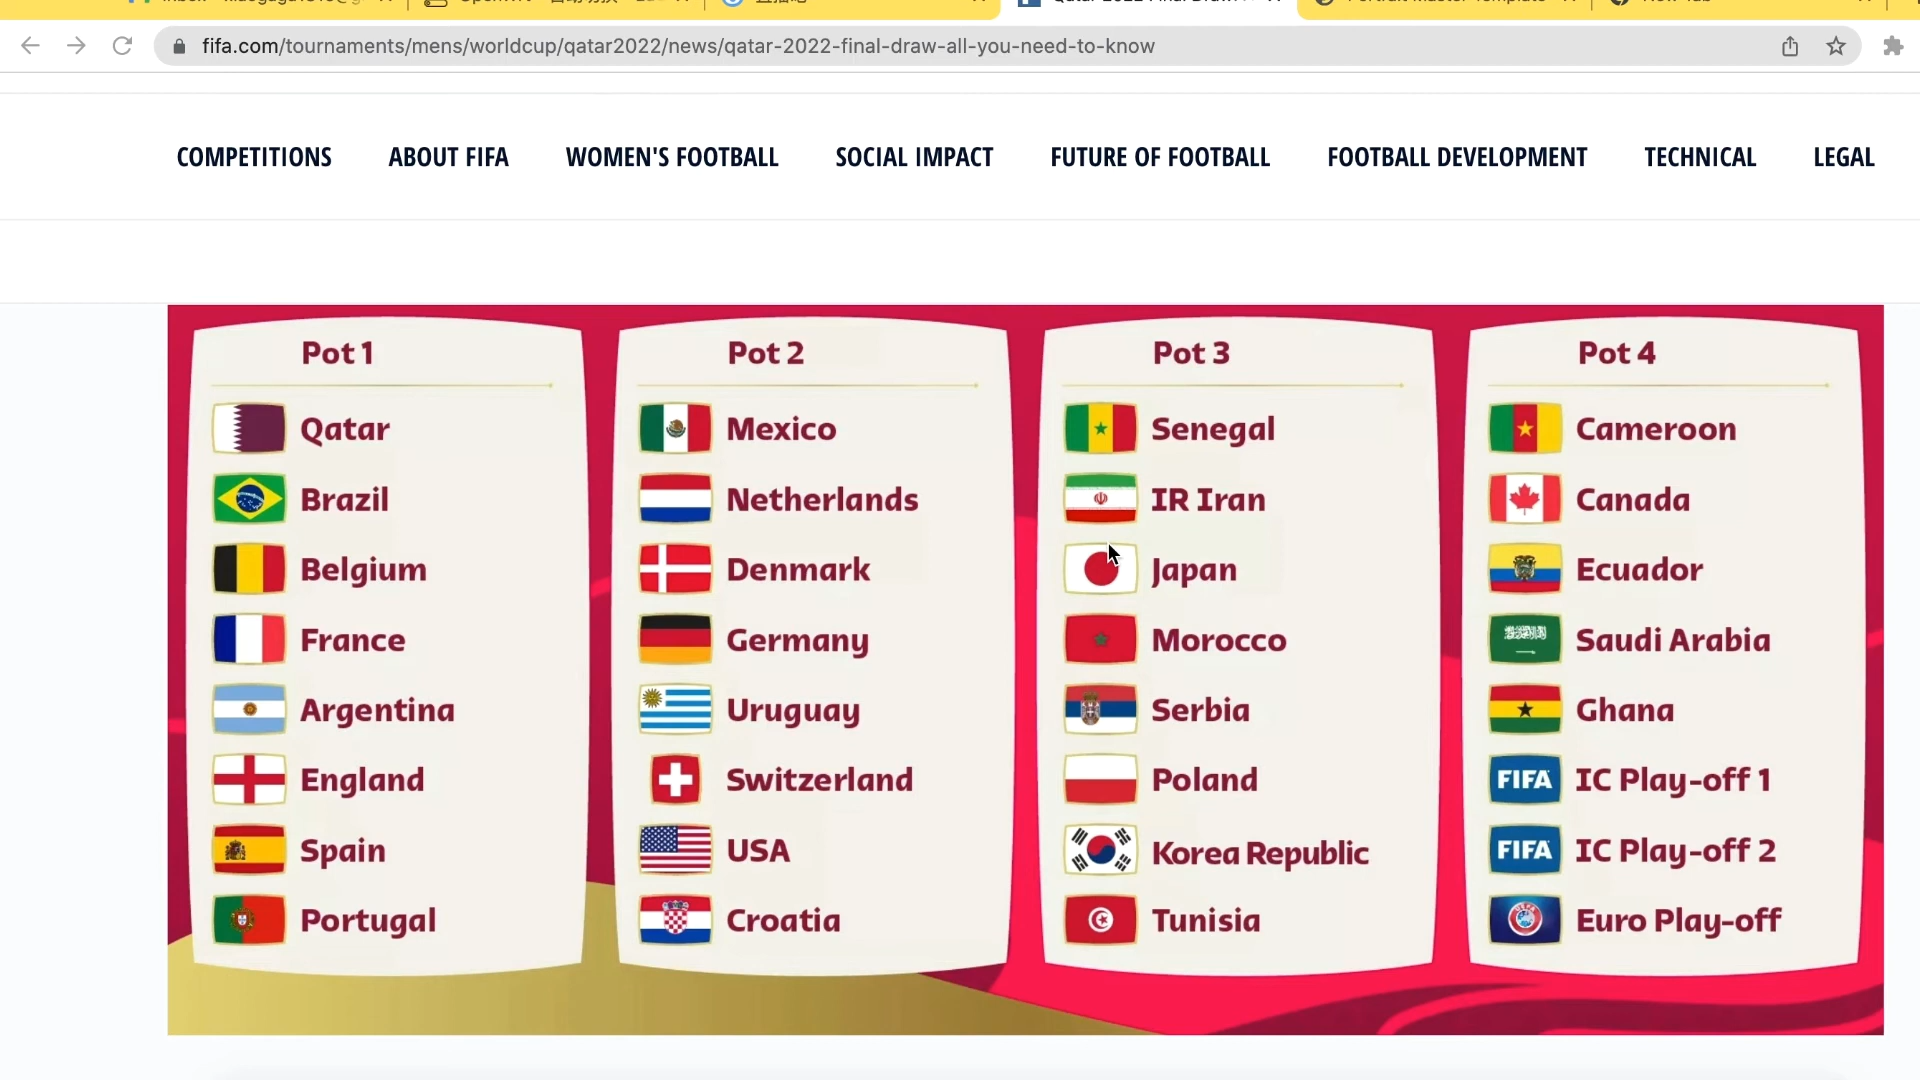 fifa.com/tournaments/mens/worldcup/qatar2022/news/qatar-2022-final-draw-all-you-need-to-know
COMPETITIONS ABOUT FIFA WOMEN'S FOOTBALL SOCIAL IMPACT FUTURE OF FOOTBALL FOOTBALL DEVELOPMENT TECHNICAL LEGAL
Pot 1
Qatar
Brazil
Belgium
France
Argentina
England
Spain
Portugal
Pot 2
Mexico
Netherlands
Denmark
Germany
Uruguay
Switzerland
USA
Croatia
Pot 3
Senegal
IR Iran
Japan
Morocco
Serbia
Poland
Korea Republic
Tunisia
Pot 4
Cameroon
Canada
Ecuador
Saudi Arabia
Ghana
FIFA IC Play-off 1
FIFA IC Play-off 2
Euro Play-off